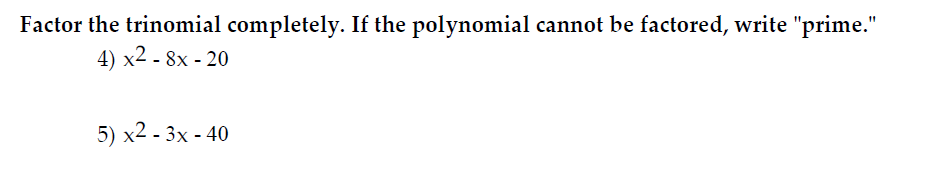 Factor the trinomial completely. If the polynomial cannot be factored, write "prime."
4) x2 - 8x - 20
5) x2 - 3x - 40